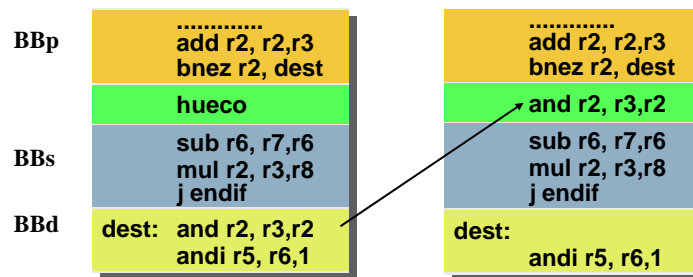 BBp
.............
add r2, r2,r3
bnez r2, dest
hueco
BBs
sub r6, r7,r6
mul r2, r3,r8
j endif
BBd
dest: and r2, r3,r2
andi r5, r6,1
.............
add r2, r2,r3
bnez r2, dest
and r2, r3,r2
sub r6, r7,r6
mul r2, r3,r8
j endif
dest:
andi r5, r6,1